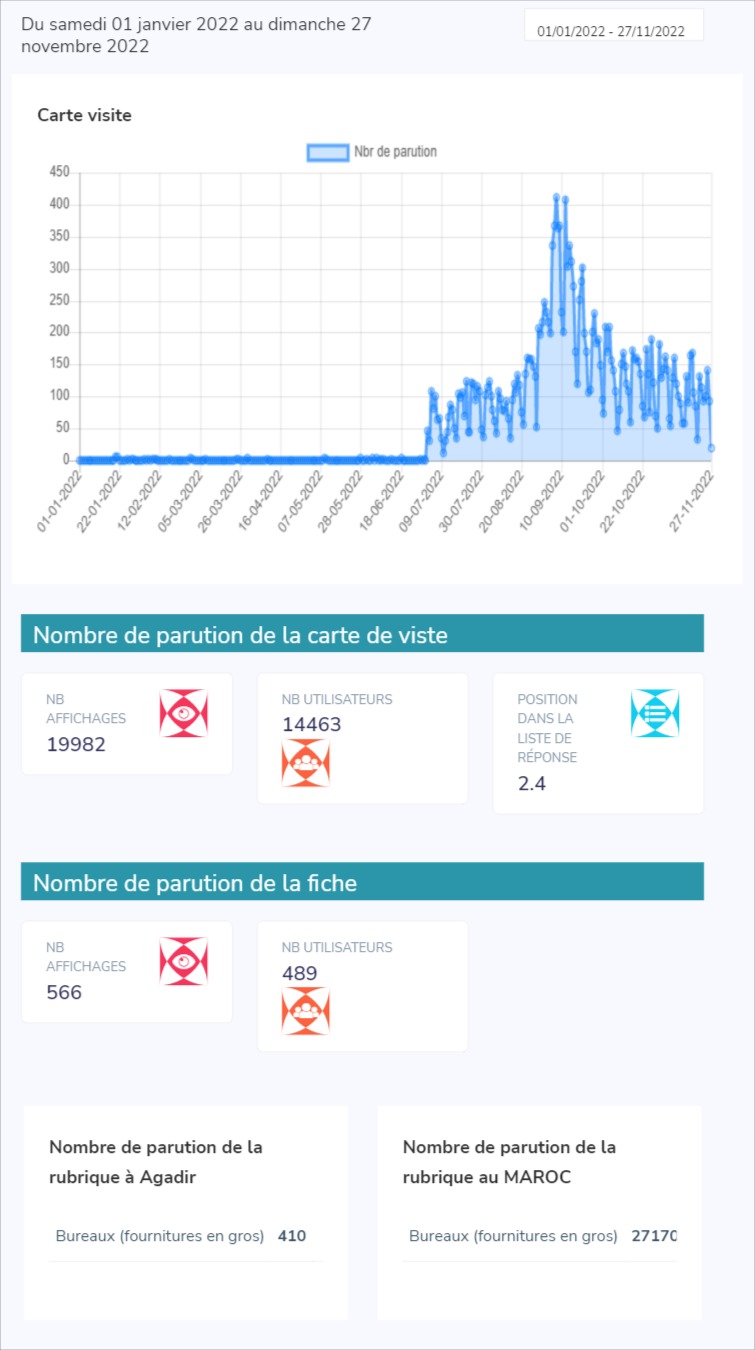 Du samedi 01 janvier 2022 au dimanche 27
novembre 2022
01/01/2022 - 27/11/2022
Carte visite
Nbr de parution
450
400
350
300
250
200
150
100
50
0
01-01-2022
22-01-2022
12-02-2022
05-03-2022
26-03-2022
16-04-2022
07-05-2022
28-05-2022
18-06-2022
09-07-2022
30-07-2022
20-08-2022
10-09-2022
01-10-2022
22-10-2022
27-11-2022
Nombre de parution de la carte de viste
NB
AFFICHAGES
19982
NB UTILISATEURS
14463
POSITION
DANS LA
LISTE DE
RÉPONSE
2.4
Nombre de parution de la fiche
NB
AFFICHAGES
566
NB UTILISATEURS
489
Nombre de parution de la
rubrique à Agadir
Bureaux (fournitures en gros) 410
Nombre de parution de la
rubrique au MAROC
Bureaux (fournitures en gros) 27170